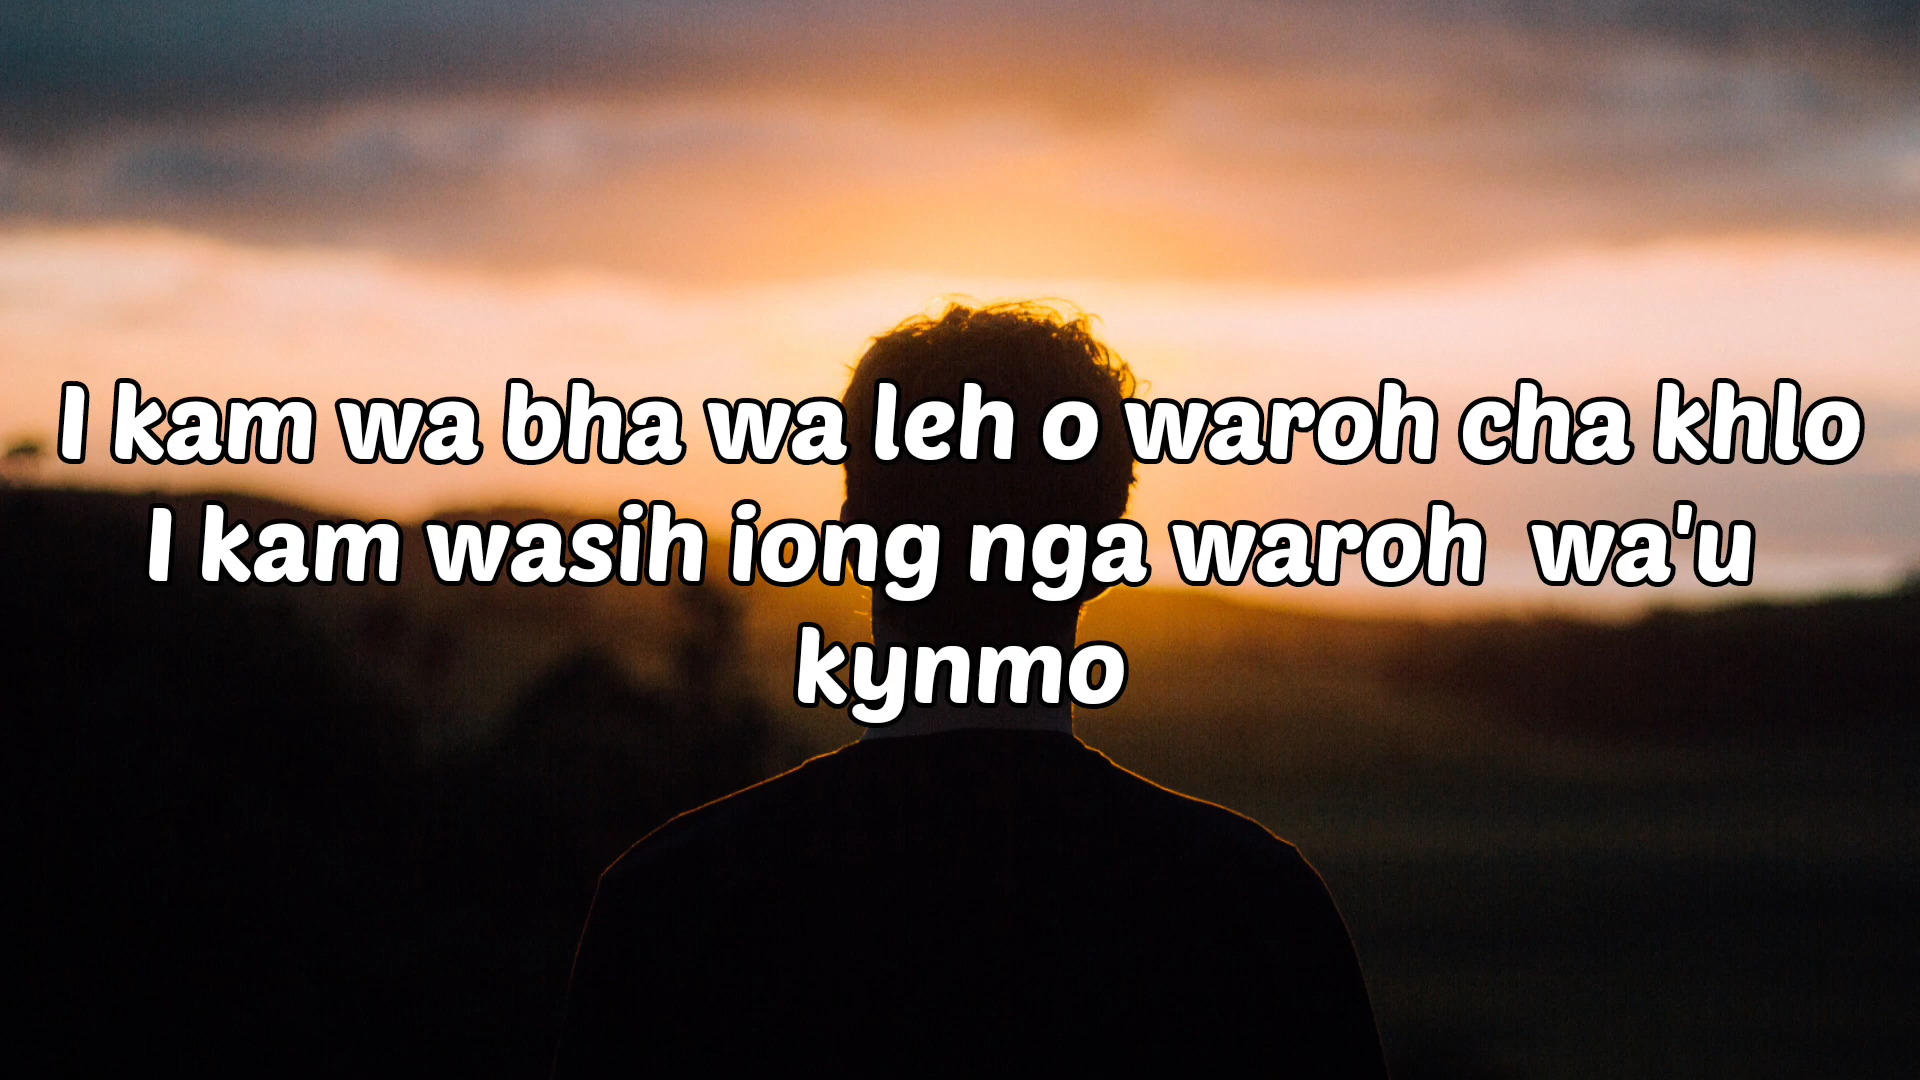 I kam wa bha wa leh o waroh cha khlo
I kam wasih iong nga waroh  wa'u
kynmo